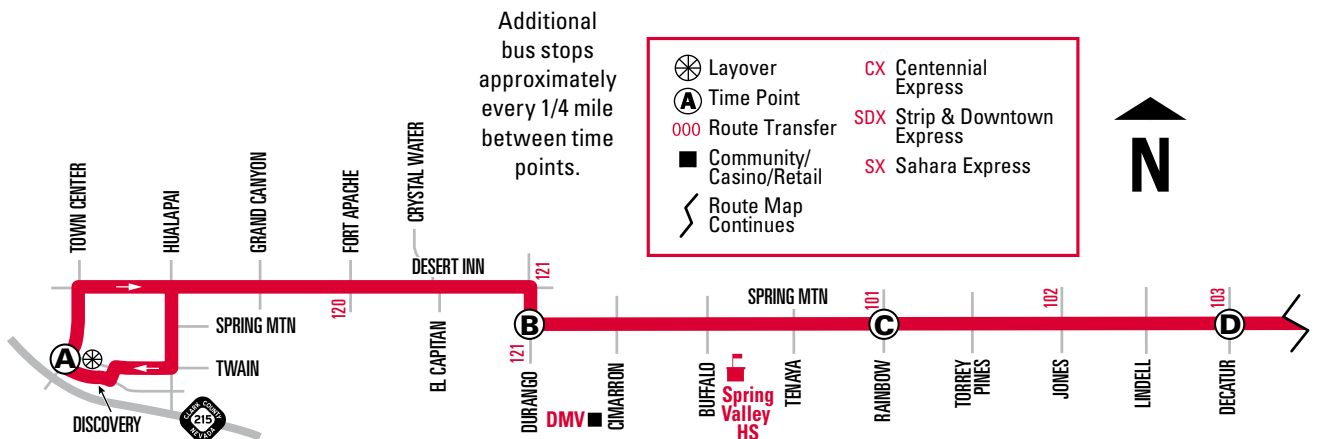 Additional
bus stops
approximately
every 1/4 mile
between time
points.
Layover
A Time Point
000 Route Transfer
Community/
Casino/Retail
Route Map
Continues
CX Centennial
Express
SDX Strip & Downtown
Express
SX Sahara Express
N
TOWN CENTER
HUALAPAI
GRAND CANYON
FORT APACHE
120
CRYSTAL WATER
DESERT INN
EL CAPITAN
121
SPRING MTN
TWAIN
A
DISCOVERY
CLARK COUNTY
215
NEVADA
B
121
DURANGO
DMV
CIMARRON
BUFFALO
Spring
Valley
HS
SPRING MTN
TENAYA
101
C
RAINBOW
TORREY
PINES
102
JONES
LINDELL
103
D
DECATUR